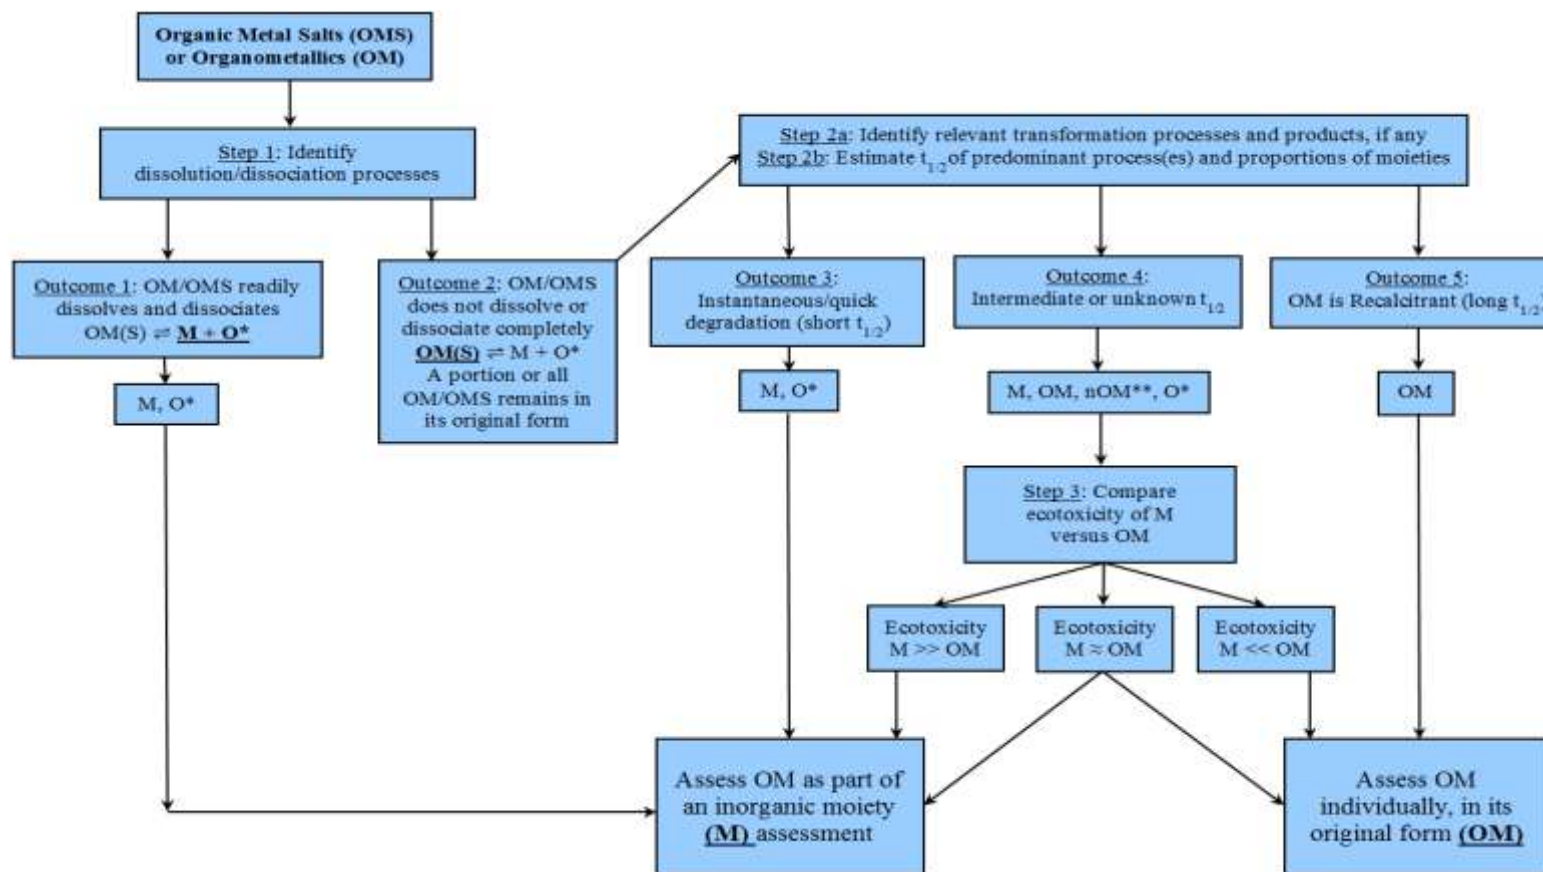 Organic Metal Salts (OMS)
or Organometallics (OM)
Step 1: Identify
dissolution/dissociation processes
Step 2a: Identify relevant transformation processes and products, if any
Step 2b: Estimate t1/2 of predominant process(es) and proportions of moieties
Outcome 1: OM/OMS readily
dissolves and dissociates
OM(S) ⇌ M + O*
Outcome 2: OM/OMS
does not dissolve or
dissociate completely
OM(S) ⇌ M + O*
A portion or all
OM/OMS remains in
its original form
Outcome 3:
Instantaneous/quick
degradation (short t1/2)
Outcome 4:
Intermediate or unknown t1/2
Outcome 5:
OM is Recalcitrant (long t1/2)
M, O*
M, O*
M, OM, nOM**, O*
OM
Step 3: Compare
ecotoxicity of M
versus OM
Ecotoxicity
M >> OM
Ecotoxicity
M ≈ OM
Ecotoxicity
M << OM
Assess OM as part of
an inorganic moiety
(M) assessment
Assess OM
individually, in its
original form (OM)